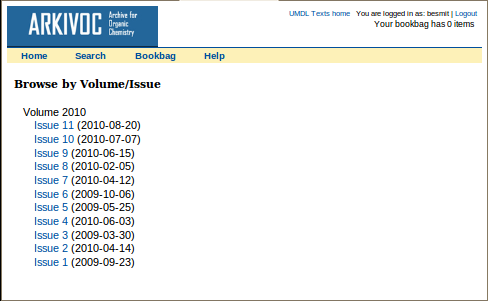 ARKIVOC
Archive for
Organic
Chemistry
UMDL Texts home You are logged in as: besmit | Logout
Your bookbag has 0 items
Home Search Bookbag Help
Browse by Volume/Issue
Volume 2010
Issue 11 (2010-08-20)
Issue 10 (2010-07-07)
Issue 9 (2010-06-15)
Issue 8 (2010-02-05)
Issue 7 (2010-04-12)
Issue 6 (2009-10-06)
Issue 5 (2009-05-25)
Issue 4 (2010-06-03)
Issue 3 (2009-03-30)
Issue 2 (2010-04-14)
Issue 1 (2009-09-23)